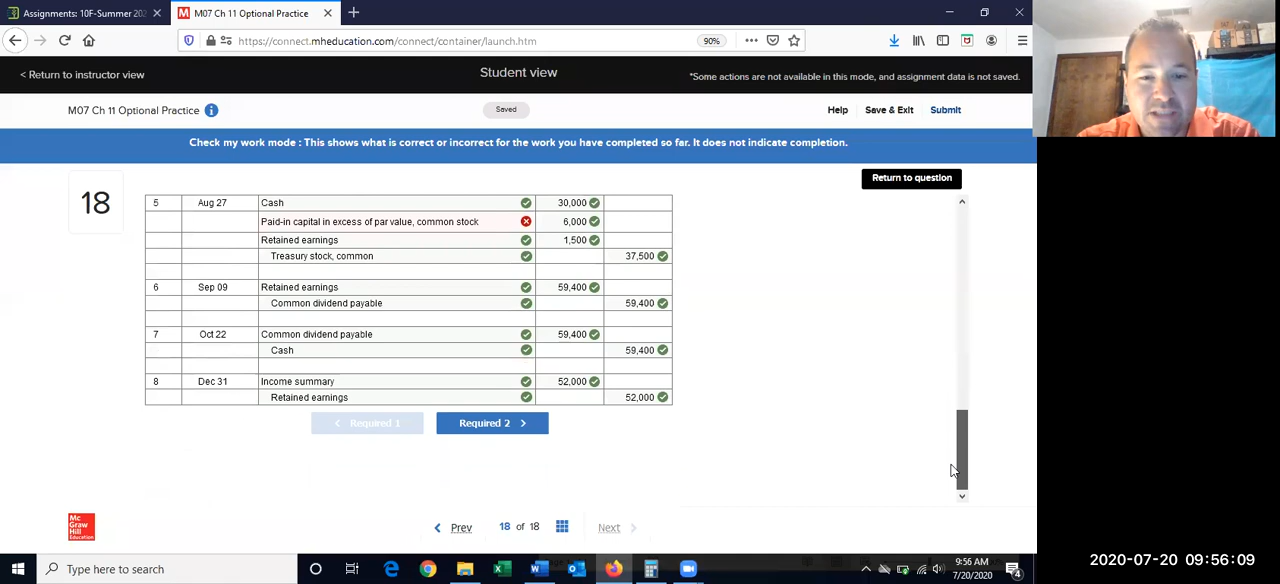 Assignments: 10F-Summer 202
M07 Ch 11 Optional Practice
https://connect.mheducation.com/connect/container/launch.htm
90%
< Return to instructor view
Student view
*Some actions are not available in this mode, and assignment data is not saved.
M07 Ch 11 Optional Practice
Saved
Help
Save & Exit
Submit
Check my work mode : This shows what is correct or incorrect for the work you have completed so far. It does not indicate completion.
Return to question
18
5 Aug 27 Cash 30,000
Paid-in capital in excess of par value, common stock 6,000
Retained earnings 1,500
Treasury stock, common 37,500
6 Sep 09 Retained earnings 59,400
Common dividend payable 59,400
7 Oct 22 Common dividend payable 59,400
Cash 59,400
8 Dec 31 Income summary 52,000
Retained earnings 52,000
< Required 1
Required 2 >
Mc
Graw
Hill
Education
< Prev
18 of 18
Next >
Type here to search
9:56 AM
7/20/2020
4
2020-07-20 09:56:09